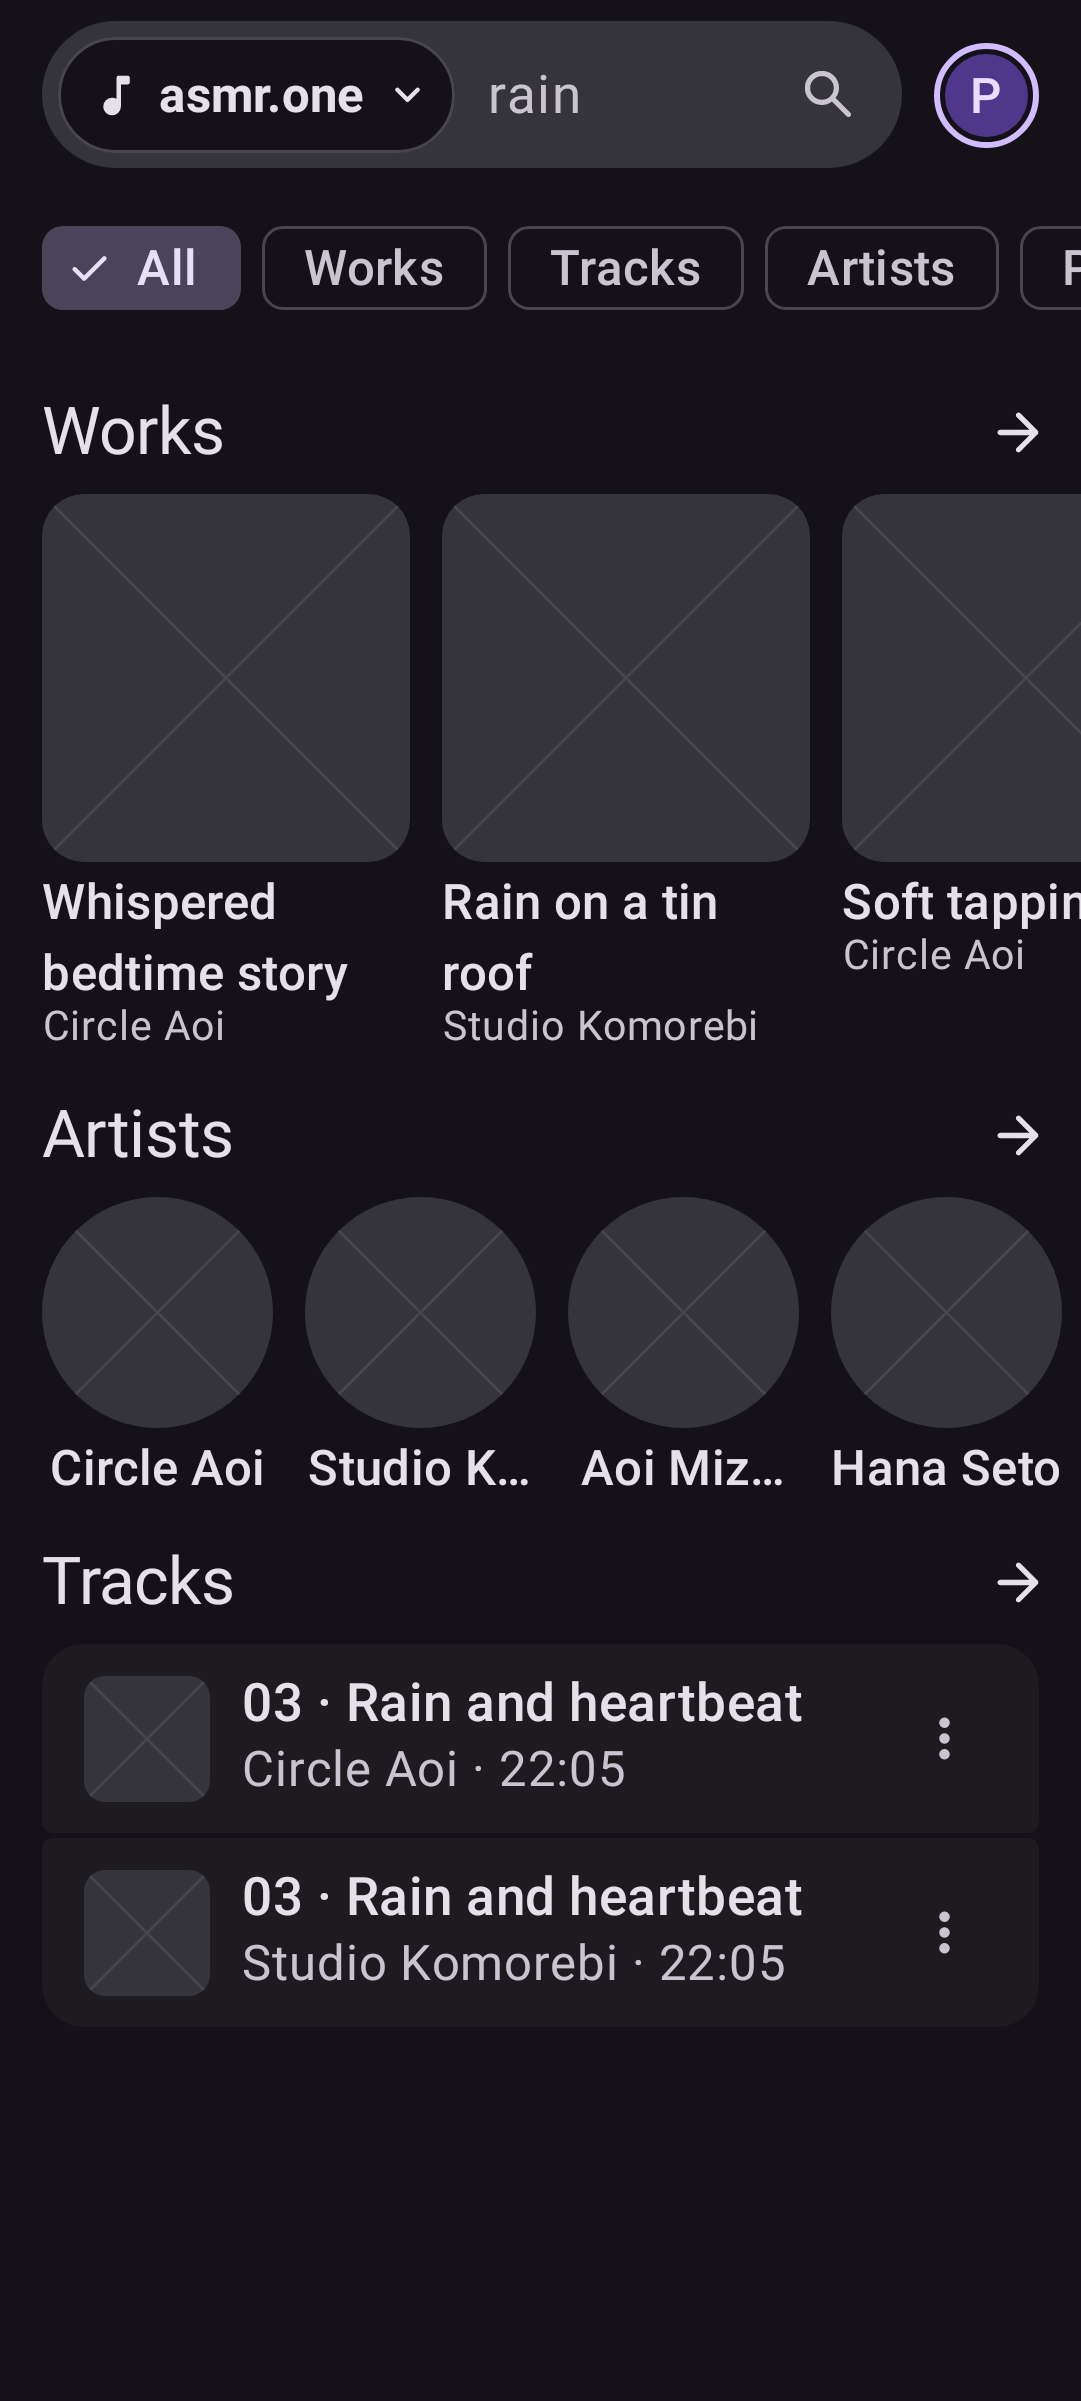 asmr.one
rain
P
All
Works
Tracks
Artists
Works
Whispered
bedtime story
Circle Aoi
Rain on a tin
roof
Studio Komorebi
Soft tappin
Circle Aoi
Artists
Circle Aoi
Studio K…
Aoi Miz…
Hana Seto
Tracks
03 · Rain and heartbeat
Circle Aoi · 22:05
03 · Rain and heartbeat
Studio Komorebi · 22:05